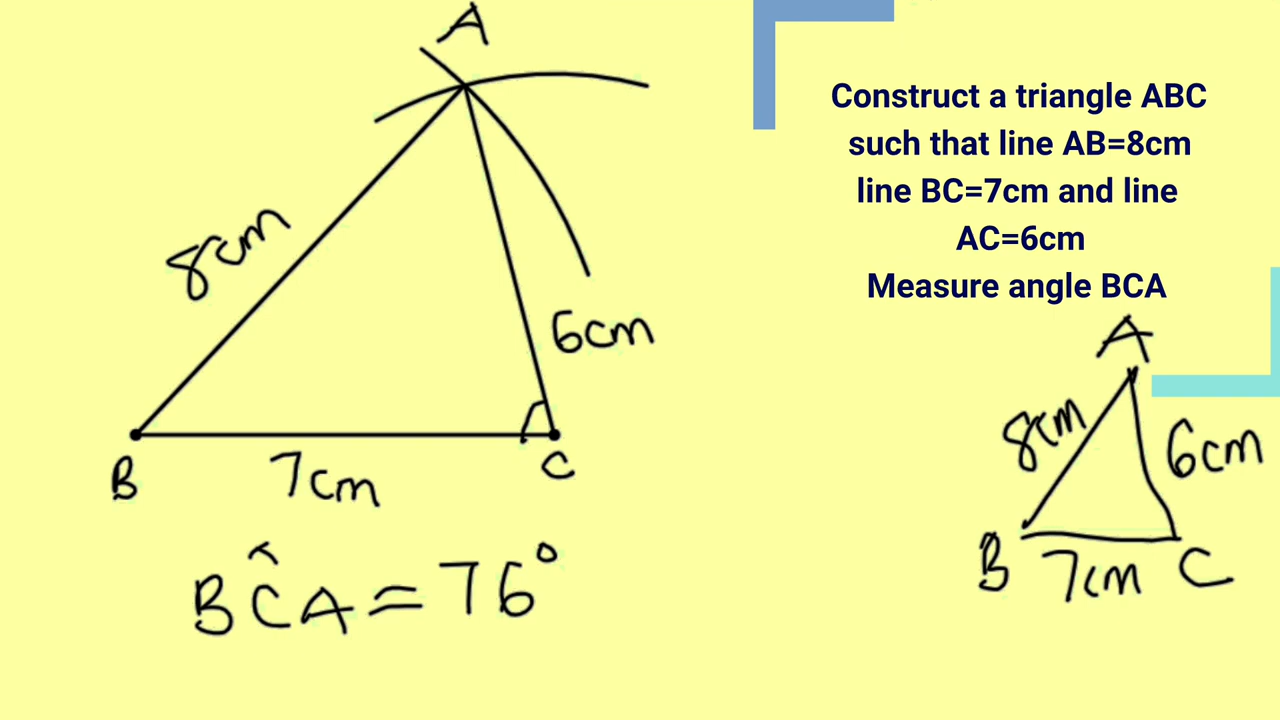 A
8cm
6cm
B
7cm
C
BĈA=76°
Construct a triangle ABC
such that line AB=8cm
line BC=7cm and line
AC=6cm
Measure angle BCA
A
8cm
6cm
B
7cm
C